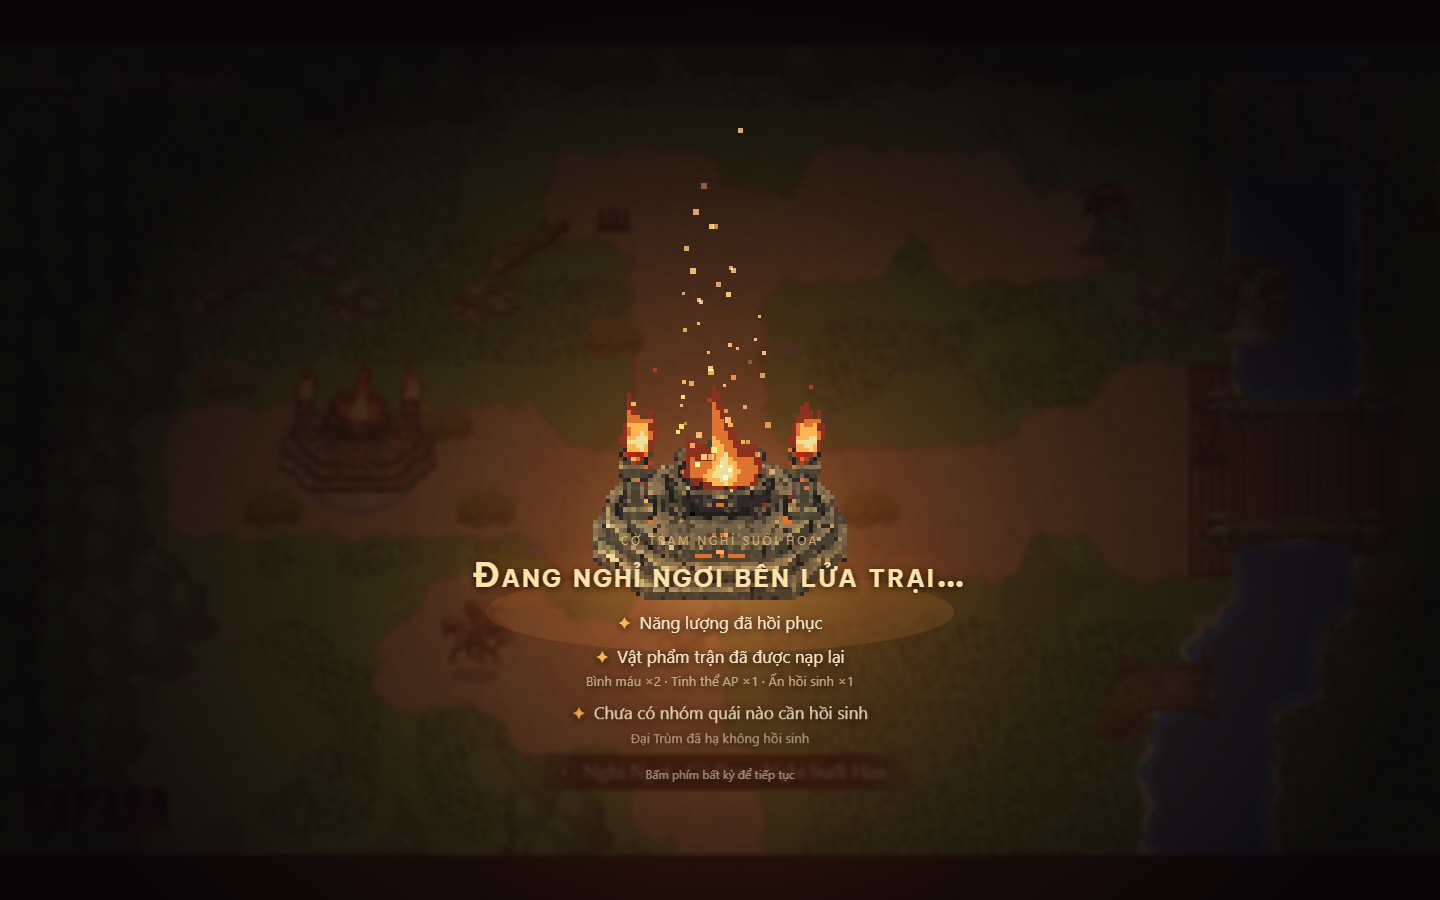 CƠ TRẠM NGHỈ SUỐI HOA
Đang nghỉ ngơi bên lửa trại...
✦ Năng lượng đã hồi phục
✦ Vật phẩm trận đã được nạp lại
Bình máu ×2 · Tinh thể AP ×1 · Ấn hồi sinh ×1
✦ Chưa có nhóm quái nào cần hồi sinh
Đại Trùm đã hạ không hồi sinh
Bấm phím bất kỳ để tiếp tục